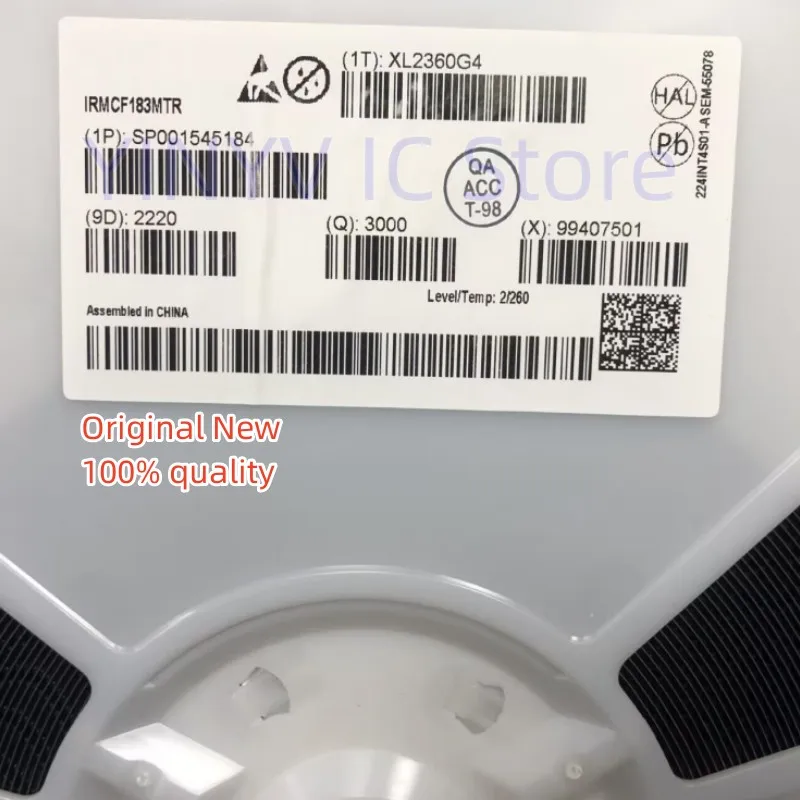 (1T): XL2360G4
IRMCF183MTR
(1P): SP001545184
HAL
Pb
224INT4S01-A SEM-55078
YINYV IC Store
QA
ACC
T-98
(9D): 2220
(Q): 3000
(X): 99407501
Level/Temp: 2/260
Assembled in CHINA
Original New
100% quality